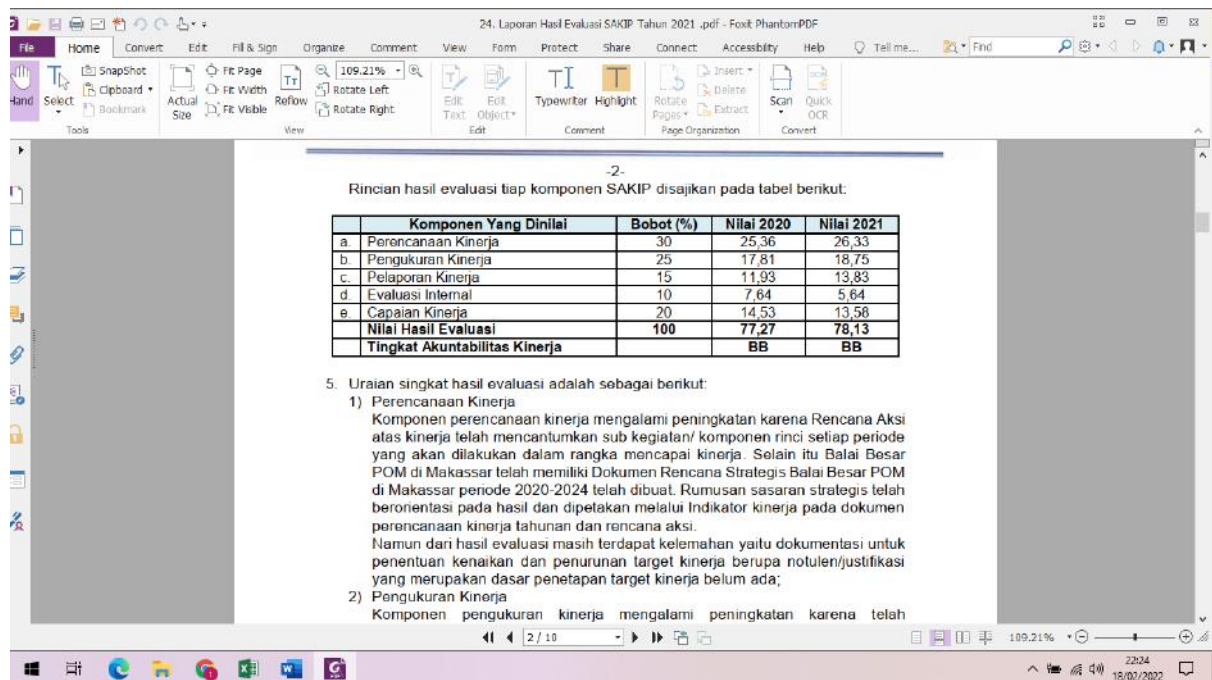 24. Laporan Hasil Evaluasi SAKIP Tahun 2021 .pdf - Foxit PhantomPDF
File Home Convert Edit Fill & Sign Organize Comment View Form Protect Share Connect Accessibility Help Tell me... Find
Hand Select SnapShot Clipboard Bookmark Actual Size Fit Page Fit Width Fit Visible Reflow 109.21% Rotate Left Rotate Right Edit Text Edit Object Typewriter Highlight Rotate Pages Insert Delete Extract Scan Quick OCR
Tools View Edit Comment Page Organization Convert
-2-
Rincian hasil evaluasi tiap komponen SAKIP disajikan pada tabel berikut:
Komponen Yang Dinilai Bobot (%) Nilai 2020 Nilai 2021
a. Perencanaan Kinerja 30 25,36 26,33
b. Pengukuran Kinerja 25 17,81 18,75
c. Pelaporan Kinerja 15 11,93 13,83
d. Evaluasi Internal 10 7,64 5,64
e. Capaian Kinerja 20 14,53 13,58
Nilai Hasil Evaluasi 100 77,27 78,13
Tingkat Akuntabilitas Kinerja BB BB
5. Uraian singkat hasil evaluasi adalah sebagai berikut:
1) Perencanaan Kinerja
Komponen perencanaan kinerja mengalami peningkatan karena Rencana Aksi
atas kinerja telah mencantumkan sub kegiatan/ komponen rinci setiap periode
yang akan dilakukan dalam rangka mencapai kinerja. Selain itu Balai Besar
POM di Makassar telah memiliki Dokumen Rencana Strategis Balai Besar POM
di Makassar periode 2020-2024 telah dibuat. Rumusan sasaran strategis telah
berorientasi pada hasil dan dipetakan melalui Indikator kinerja pada dokumen
perencanaan kinerja tahunan dan rencana aksi.
Namun dari hasil evaluasi masih terdapat kelemahan yaitu dokumentasi untuk
penentuan kenaikan dan penurunan target kinerja berupa notulen/justifikasi
yang merupakan dasar penetapan target kinerja belum ada;
2) Pengukuran Kinerja
Komponen pengukuran kinerja mengalami peningkatan karena telah
2 / 10 109.21%
22:24
18/02/2022